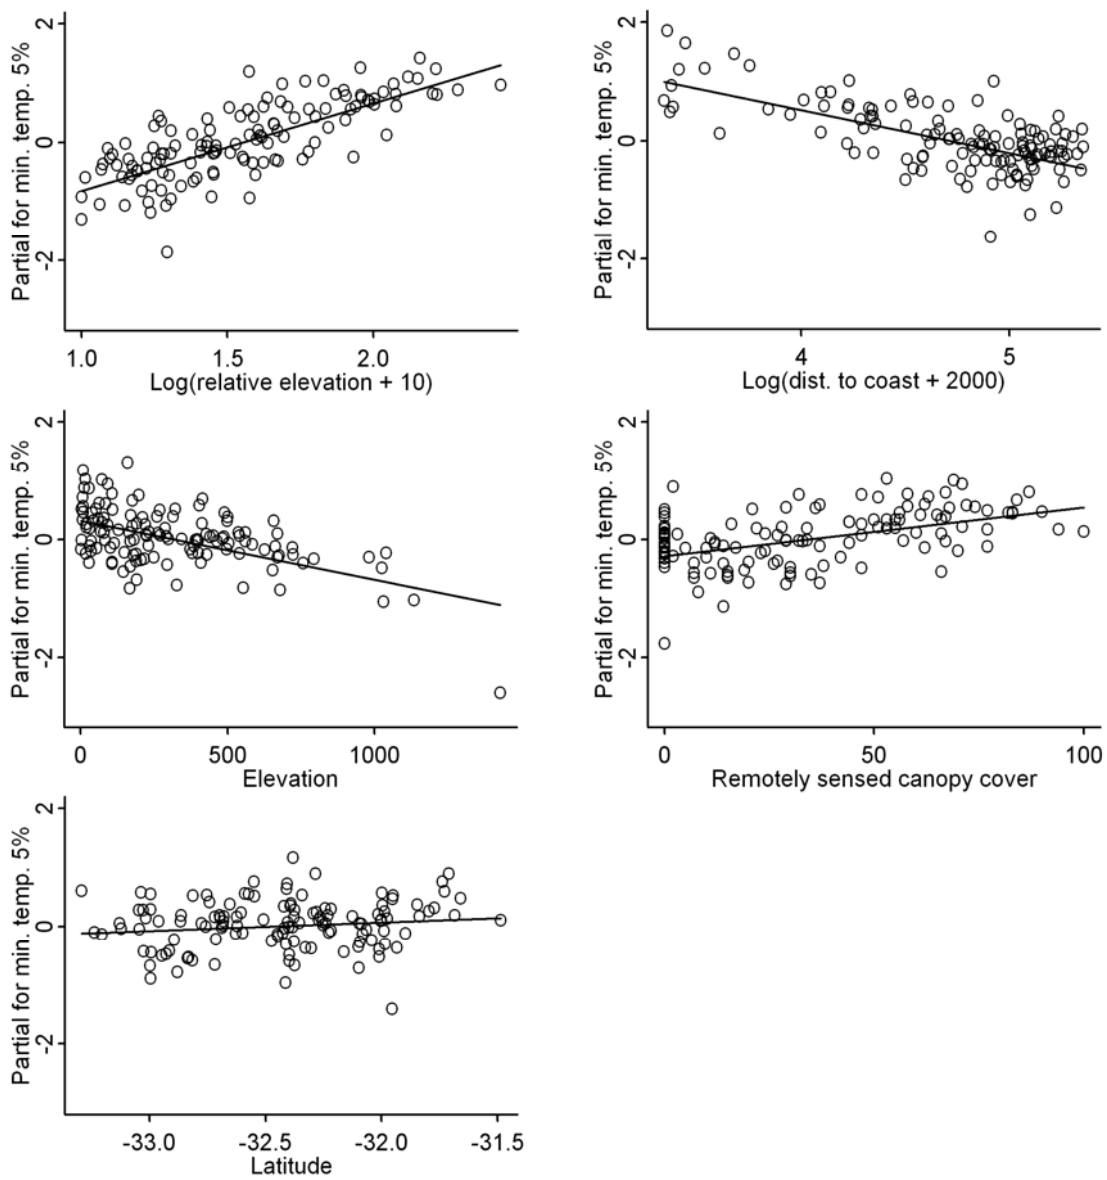 Partial for min. temp. 5%
2
0
-2
1.0 1.5 2.0
Log(relative elevation + 10)
Partial for min. temp. 5%
2
0
-2
4 5
Log(dist. to coast + 2000)
Partial for min. temp. 5%
2
0
-2
0 500 1000
Elevation
Partial for min. temp. 5%
2
0
-2
0 50 100
Remotely sensed canopy cover
Partial for min. temp. 5%
2
0
-2
-33.0 -32.5 -32.0 -31.5
Latitude